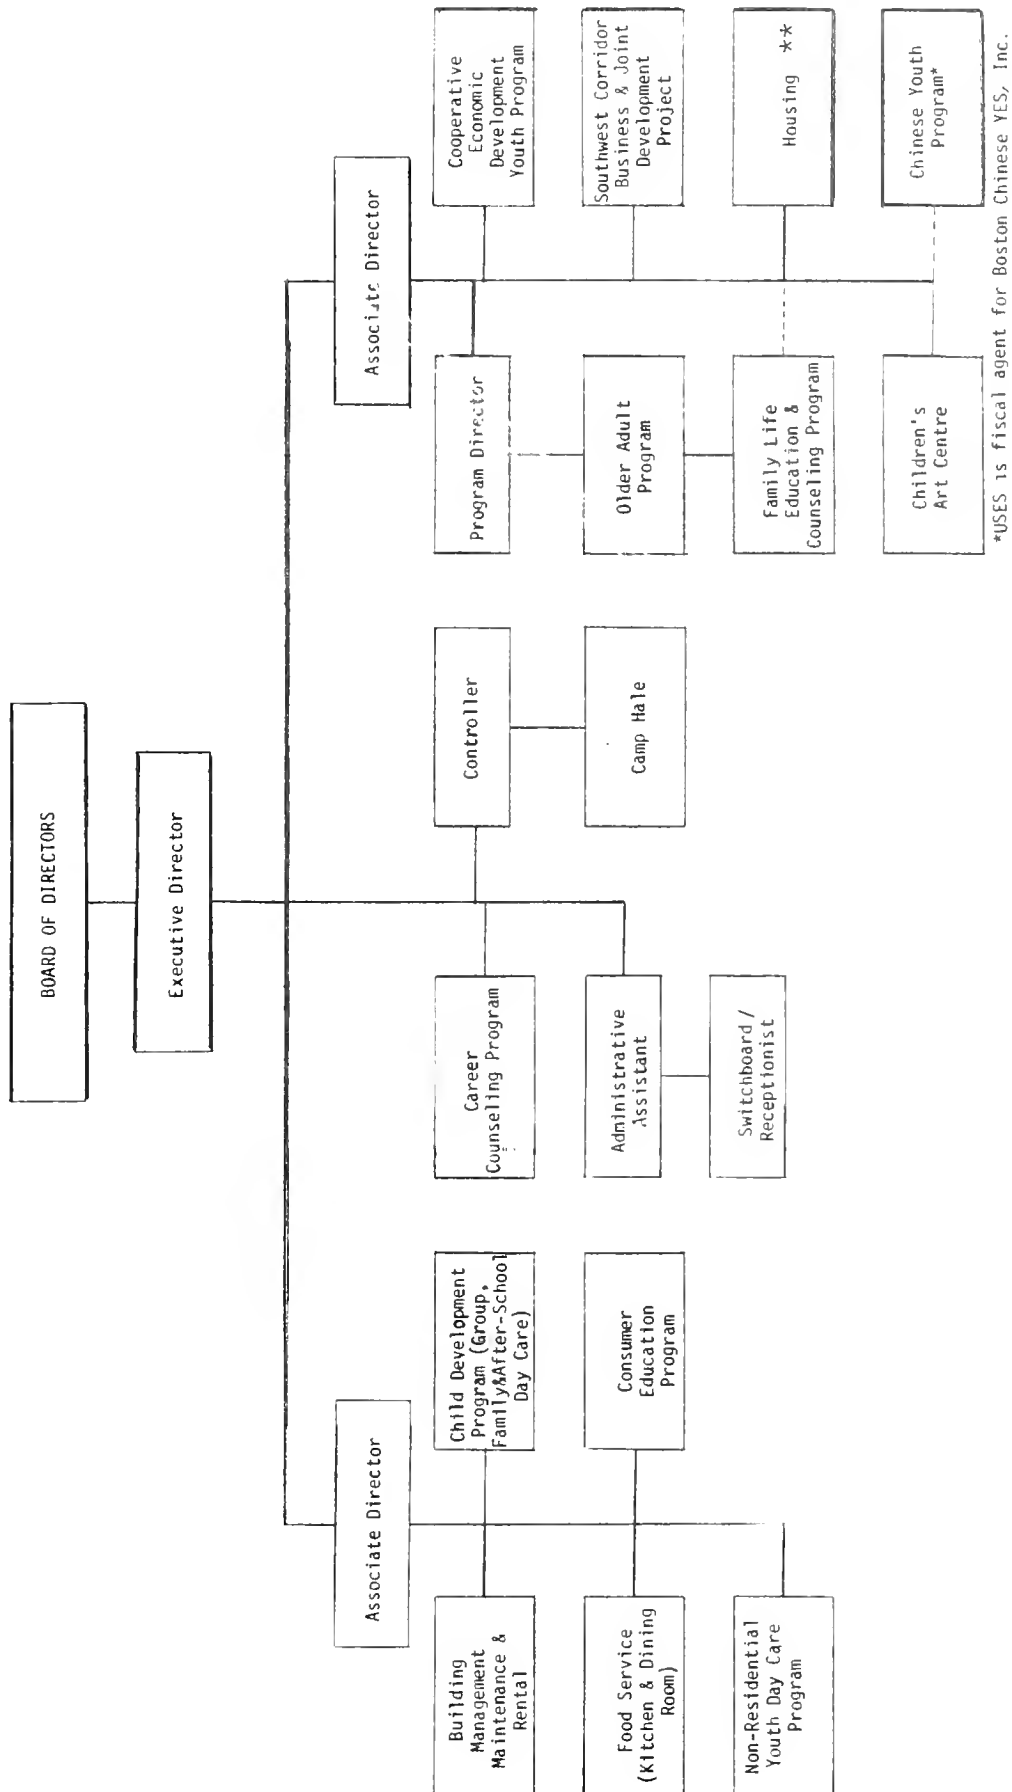 BOARD OF DIRECTORS
Executive Director
Associate Director
Associate Director
Building
Management
Maintenance &
Rental
Child Development
Program (Group,
Family&After-School
Day Care)
Food Service
(Kitchen & Dining
Room)
Consumer
Education
Program
Non-Residential
Youth Day Care
Program
Career
Counseling Program
Controller
Administrative
Assistant
Camp Hale
Switchboard/
Receptionist
Program Director
Cooperative
Economic
Development
Youth Program
Older Adult
Program
Southwest Corridor
Business & Joint
Development
Project
Family Life
Education &
Counseling Program
Housing **
Children's
Art Centre
Chinese Youth
Program*
*USES is fiscal agent for Boston Chinese YES, Inc.